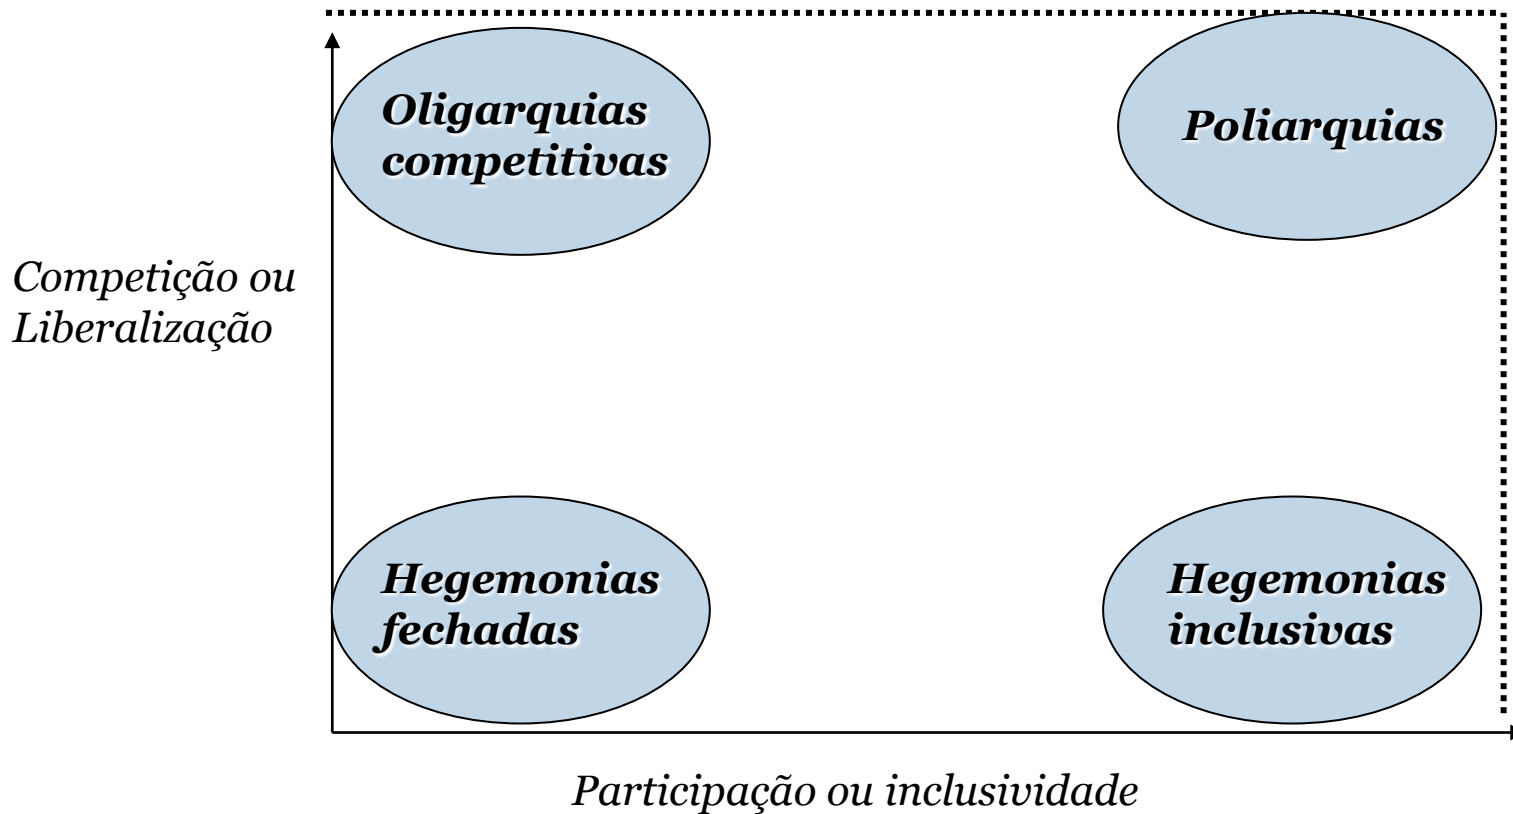 Oligarquias
competitivas
Poliarquias
Competição ou
Liberalização
Hegemonias
fechadas
Hegemonias
inclusivas
Participação ou inclusividade